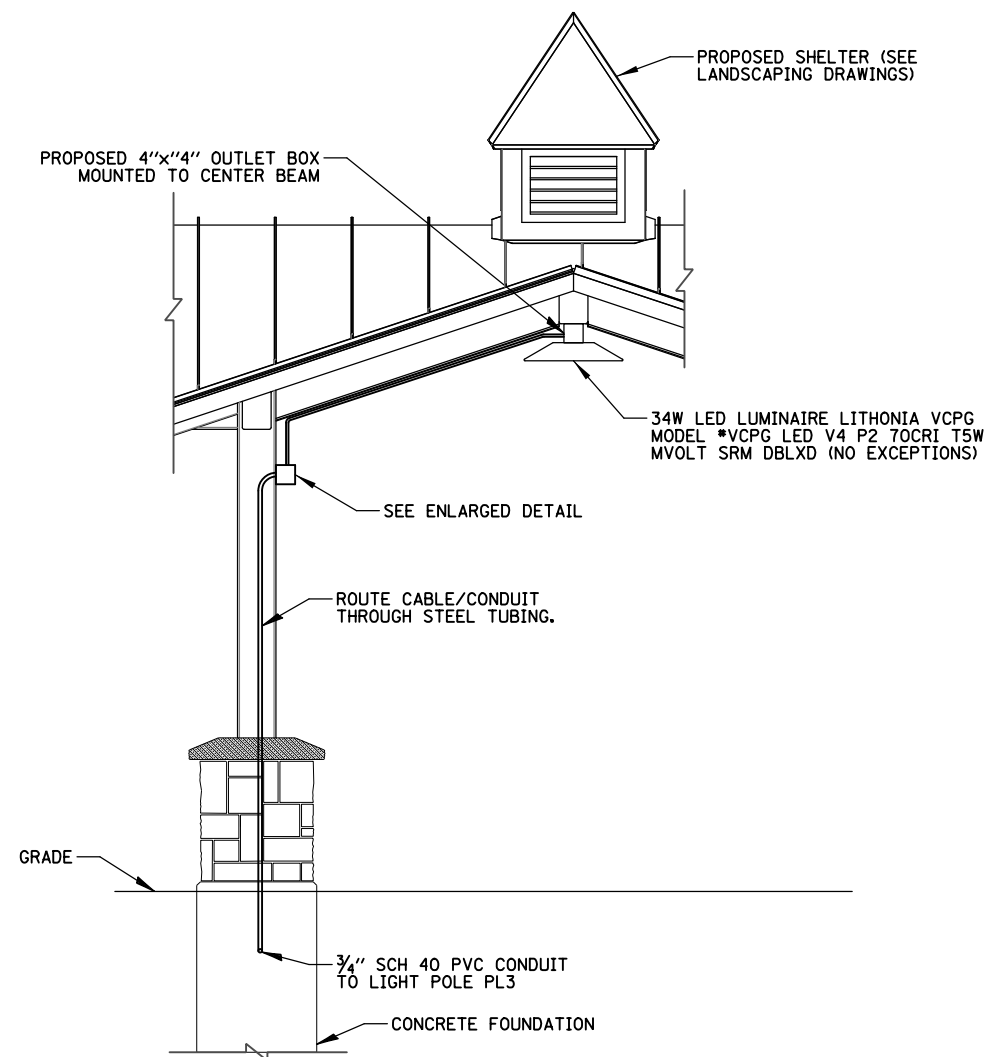 PROPOSED SHELTER (SEE
LANDSCAPING DRAWINGS)
PROPOSED 4"x"4" OUTLET BOX
MOUNTED TO CENTER BEAM
34W LED LUMINAIRE LITHONIA VCPG
MODEL #VCPG LED V4 P2 70CRI T5W
MVOLT SRM DBLXD (NO EXCEPTIONS)
SEE ENLARGED DETAIL
ROUTE CABLE/CONDUIT
THROUGH STEEL TUBING.
GRADE
3/4" SCH 40 PVC CONDUIT
TO LIGHT POLE PL3
CONCRETE FOUNDATION